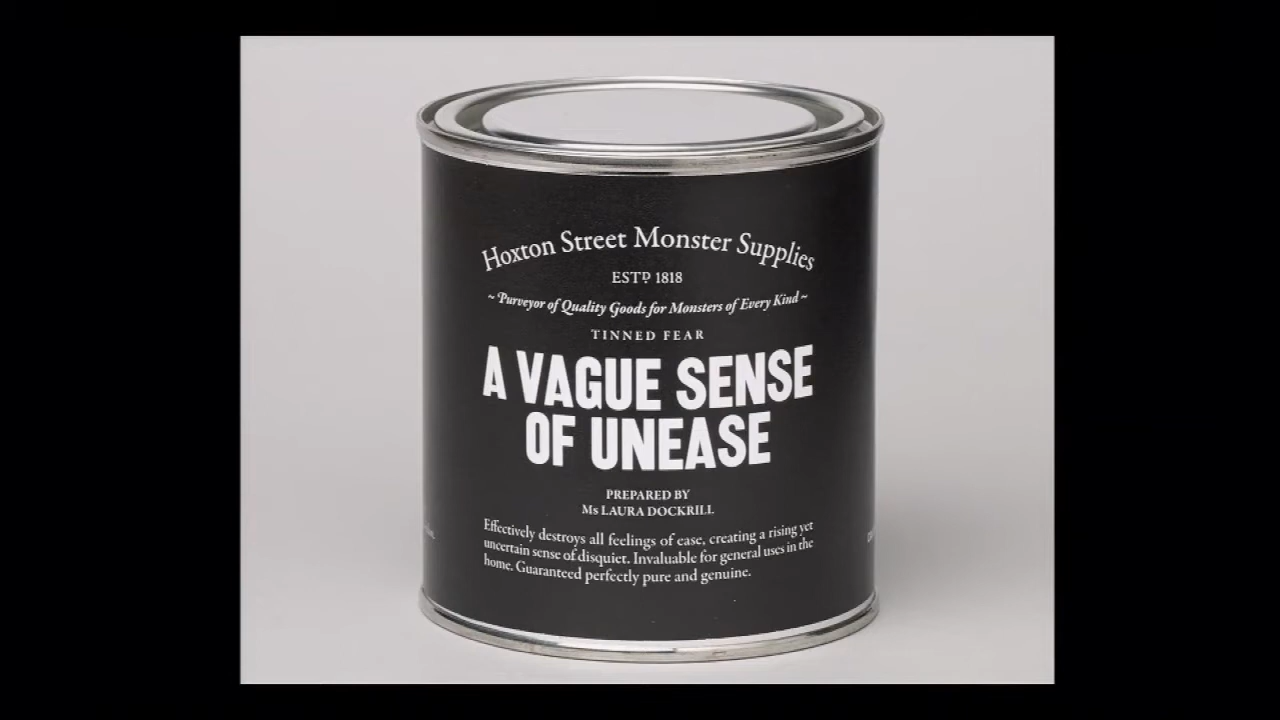 Hoxton Street Monster Supplies
ESTD 1818
~ Purveyor of Quality Goods for Monsters of Every Kind ~
TINNED FEAR
A VAGUE SENSE
OF UNEASE
PREPARED BY
Ms LAURA DOCKRILL
Effectively destroys all feelings of ease, creating a rising yet
uncertain sense of disquiet. Invaluable for general uses in the
home. Guaranteed perfectly pure and genuine.